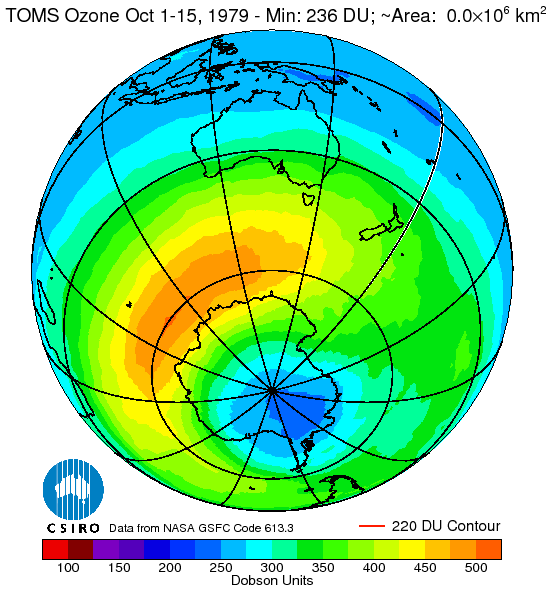 TOMS Ozone Oct 1-15, 1979 - Min: 236 DU; ~Area: 0.0×10⁶ km²
CSIRO
Data from NASA GSFC Code 613.3
220 DU Contour
100 150 200 250 300 350 400 450 500
Dobson Units